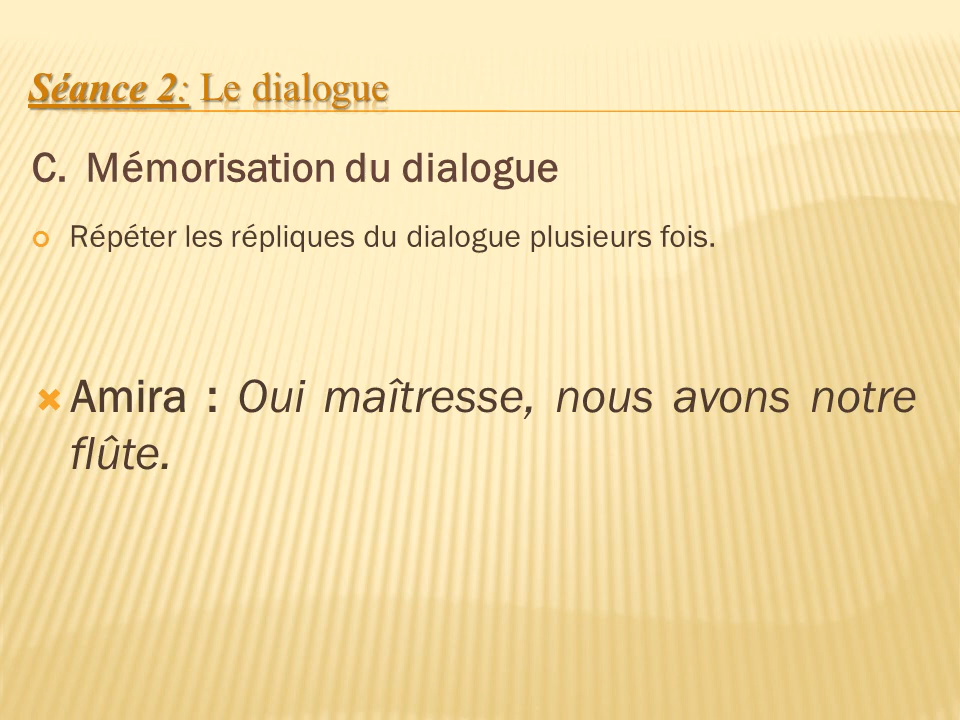 Séance 2: Le dialogue
C. Mémorisation du dialogue
Répéter les répliques du dialogue plusieurs fois.
Amira : Oui maîtresse, nous avons notre
flûte.